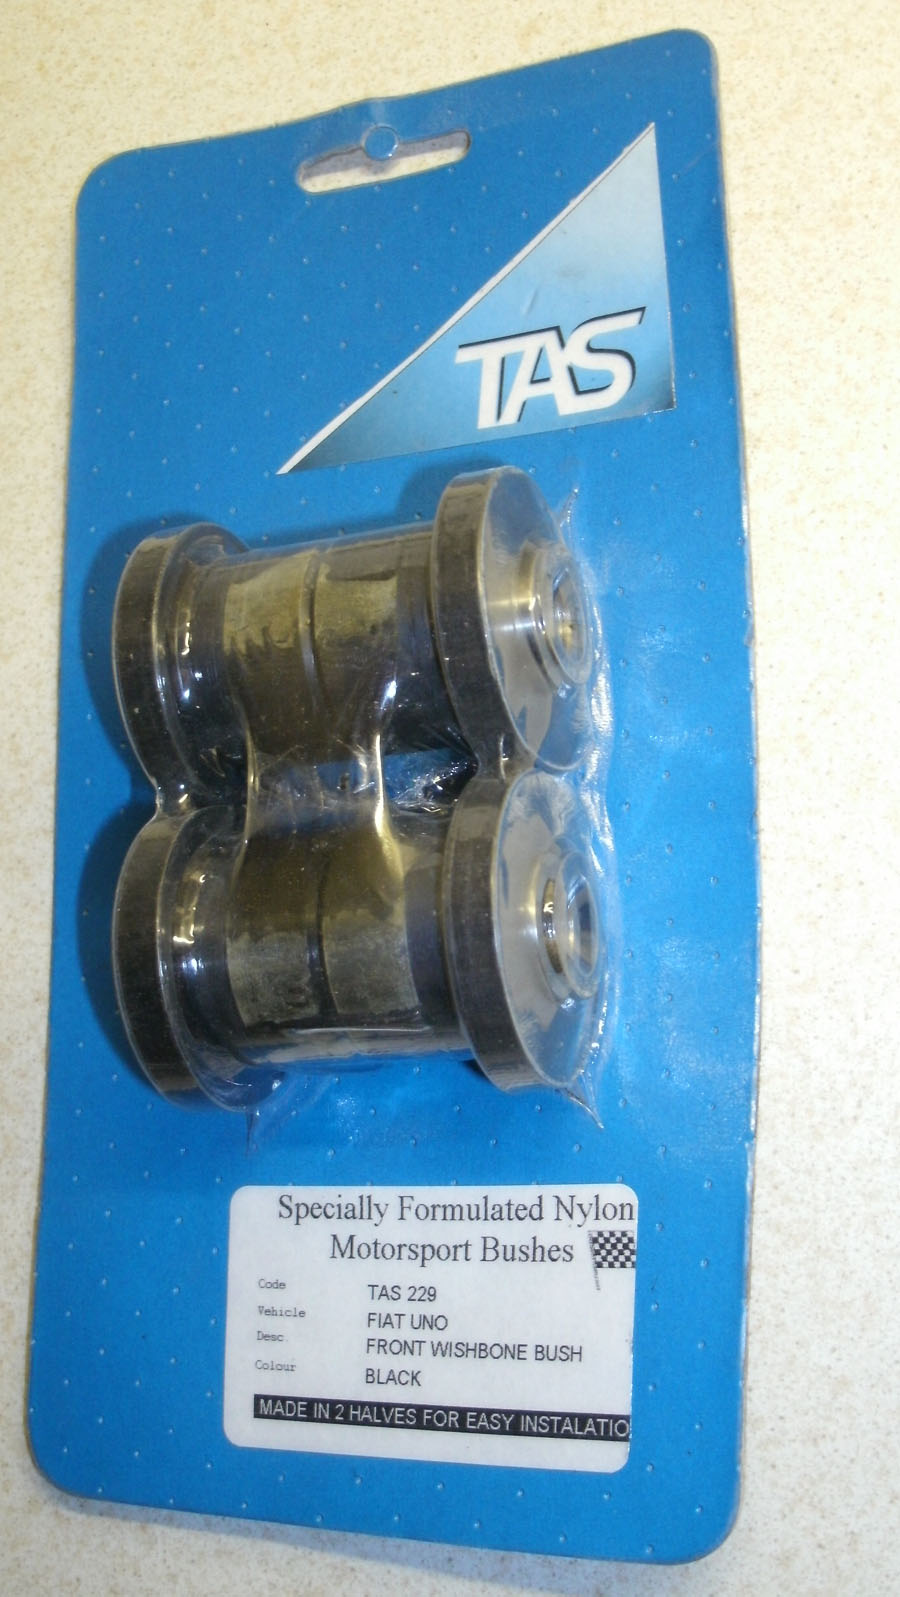 TAS
Specially Formulated Nylon
Motorsport Bushes
Code TAS 229
Vehicle FIAT UNO
Desc. FRONT WISHBONE BUSH
Colour BLACK
MADE IN 2 HALVES FOR EASY INSTALATIO